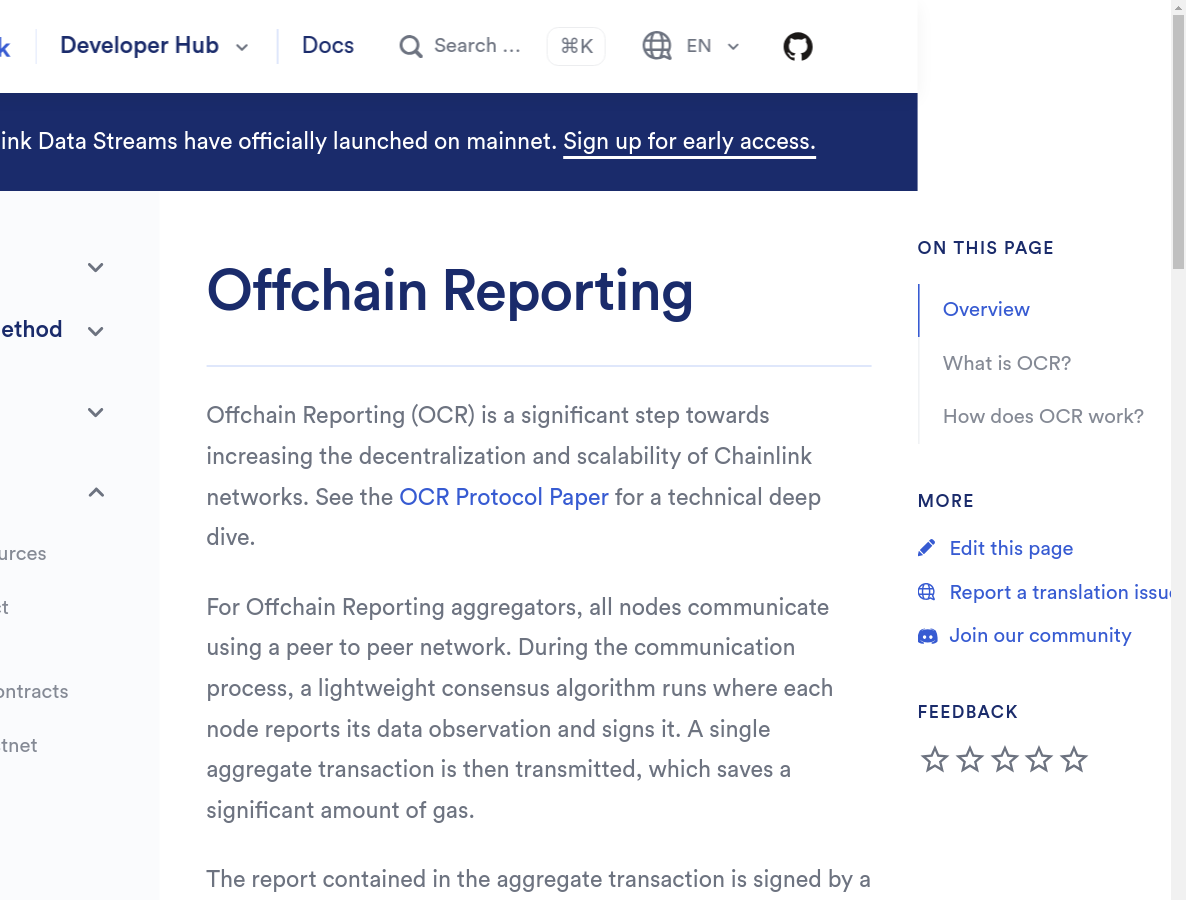 Developer Hub
Docs
Search ...
⌘K
EN
Data Streams have officially launched on mainnet. Sign up for early access.
Offchain Reporting
Offchain Reporting (OCR) is a significant step towards
increasing the decentralization and scalability of Chainlink
networks. See the OCR Protocol Paper for a technical deep
dive.
For Offchain Reporting aggregators, all nodes communicate
using a peer to peer network. During the communication
process, a lightweight consensus algorithm runs where each
node reports its data observation and signs it. A single
aggregate transaction is then transmitted, which saves a
significant amount of gas.
The report contained in the aggregate transaction is signed by a
ON THIS PAGE
Overview
What is OCR?
How does OCR work?
MORE
Edit this page
Report a translation issue
Join our community
FEEDBACK